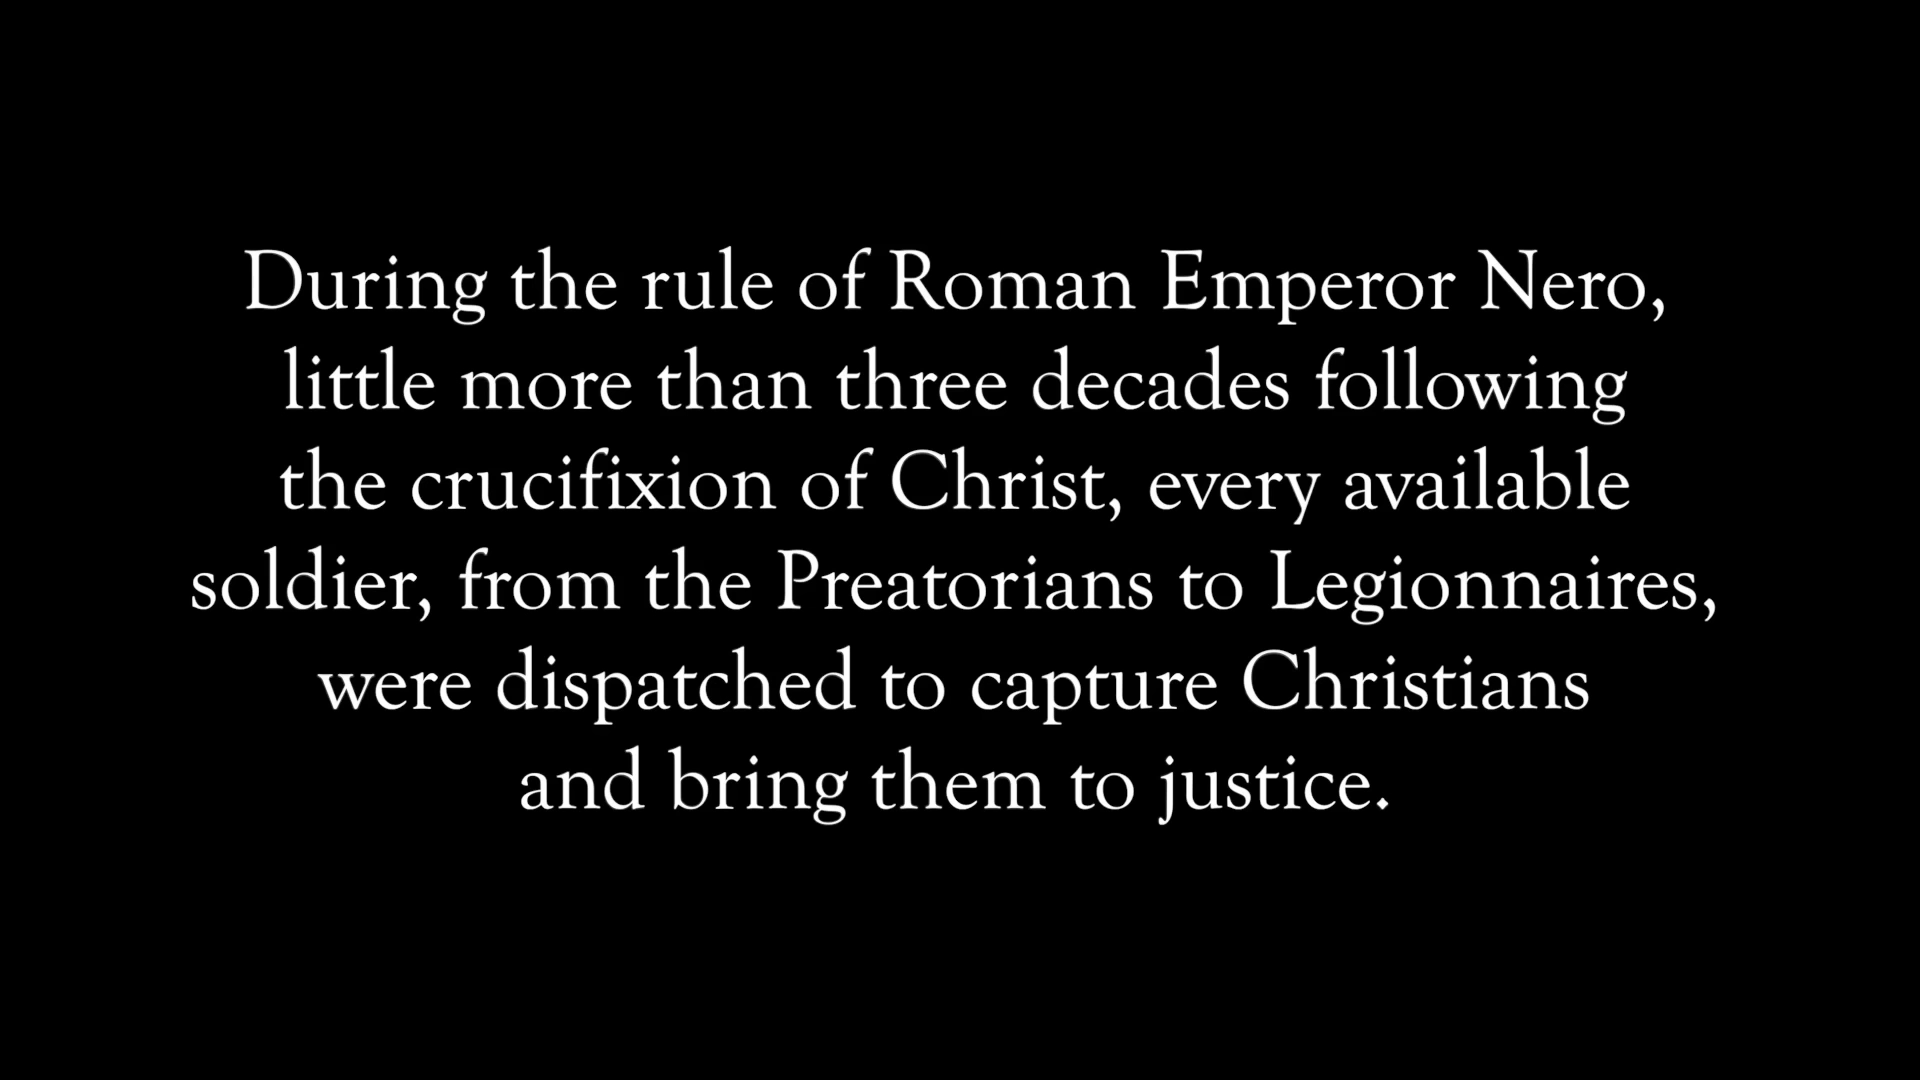 During the rule of Roman Emperor Nero,
little more than three decades following
the crucifixion of Christ, every available
soldier, from the Preatorians to Legionnaires,
were dispatched to capture Christians
and bring them to justice.